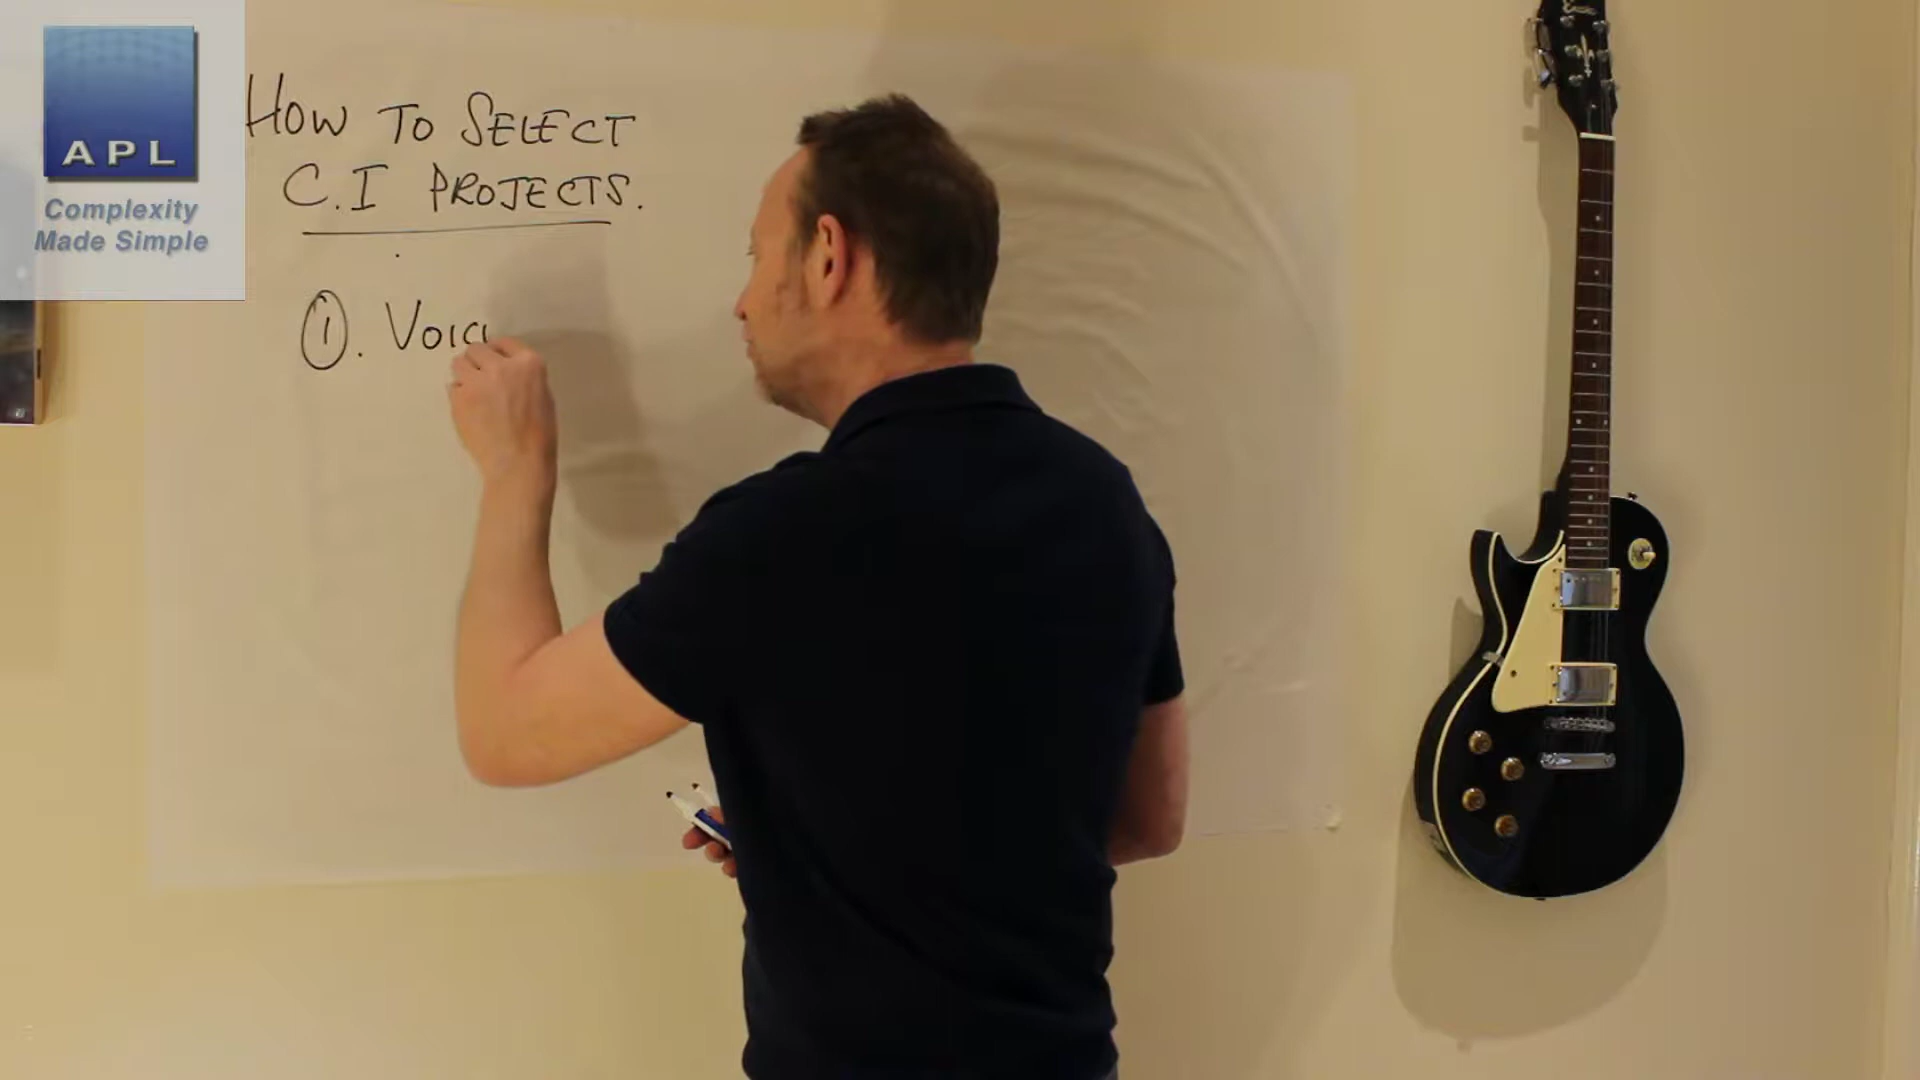 APL
Complexity
Made Simple
HOW TO SELECT
C.I PROJECTS.
①. VOIC